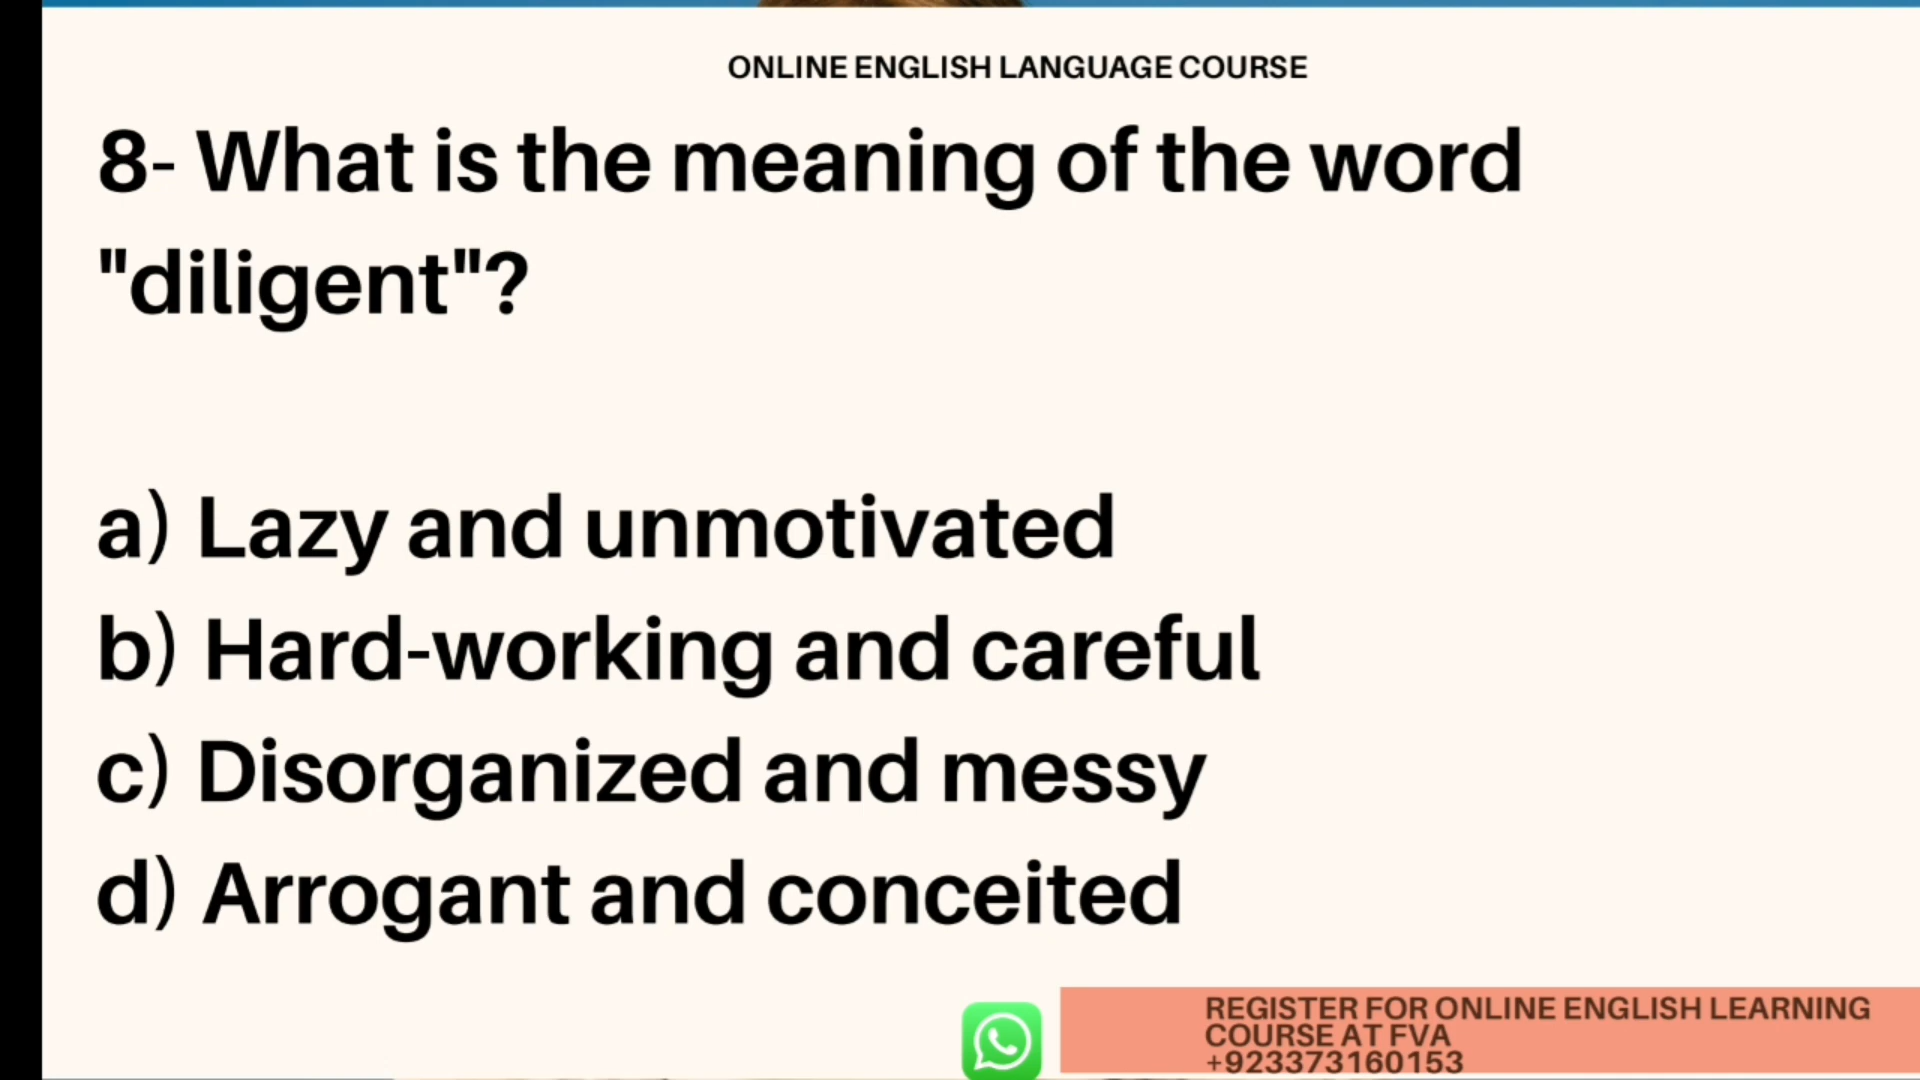 ONLINE ENGLISH LANGUAGE COURSE
8- What is the meaning of the word
"diligent"?
a) Lazy and unmotivated
b) Hard-working and careful
c) Disorganized and messy
d) Arrogant and conceited
REGISTER FOR ONLINE ENGLISH LEARNING
COURSE AT FVA
+923373160153